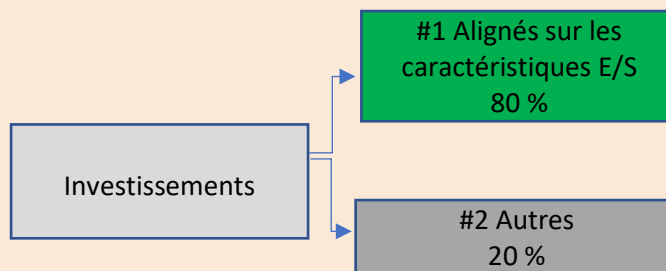 #1 Alignés sur les
caractéristiques E/S
80 %
Investissements
#2 Autres
20 %